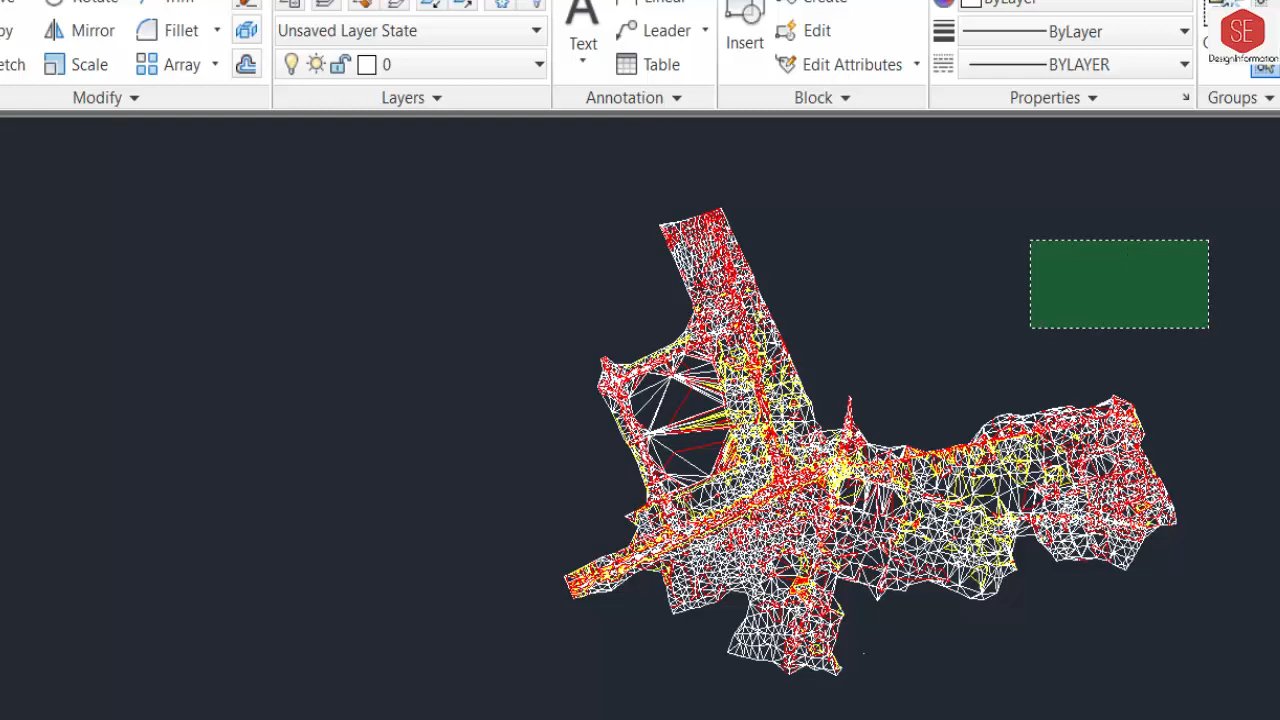 Mirror
Fillet
Scale
Array
Modify
Unsaved Layer State
0
Layers
A
Text
Leader
Table
Annotation
Insert
Edit
Edit Attributes
Block
ByLayer
BYLAYER
Properties
Groups
SE
DesignInformation